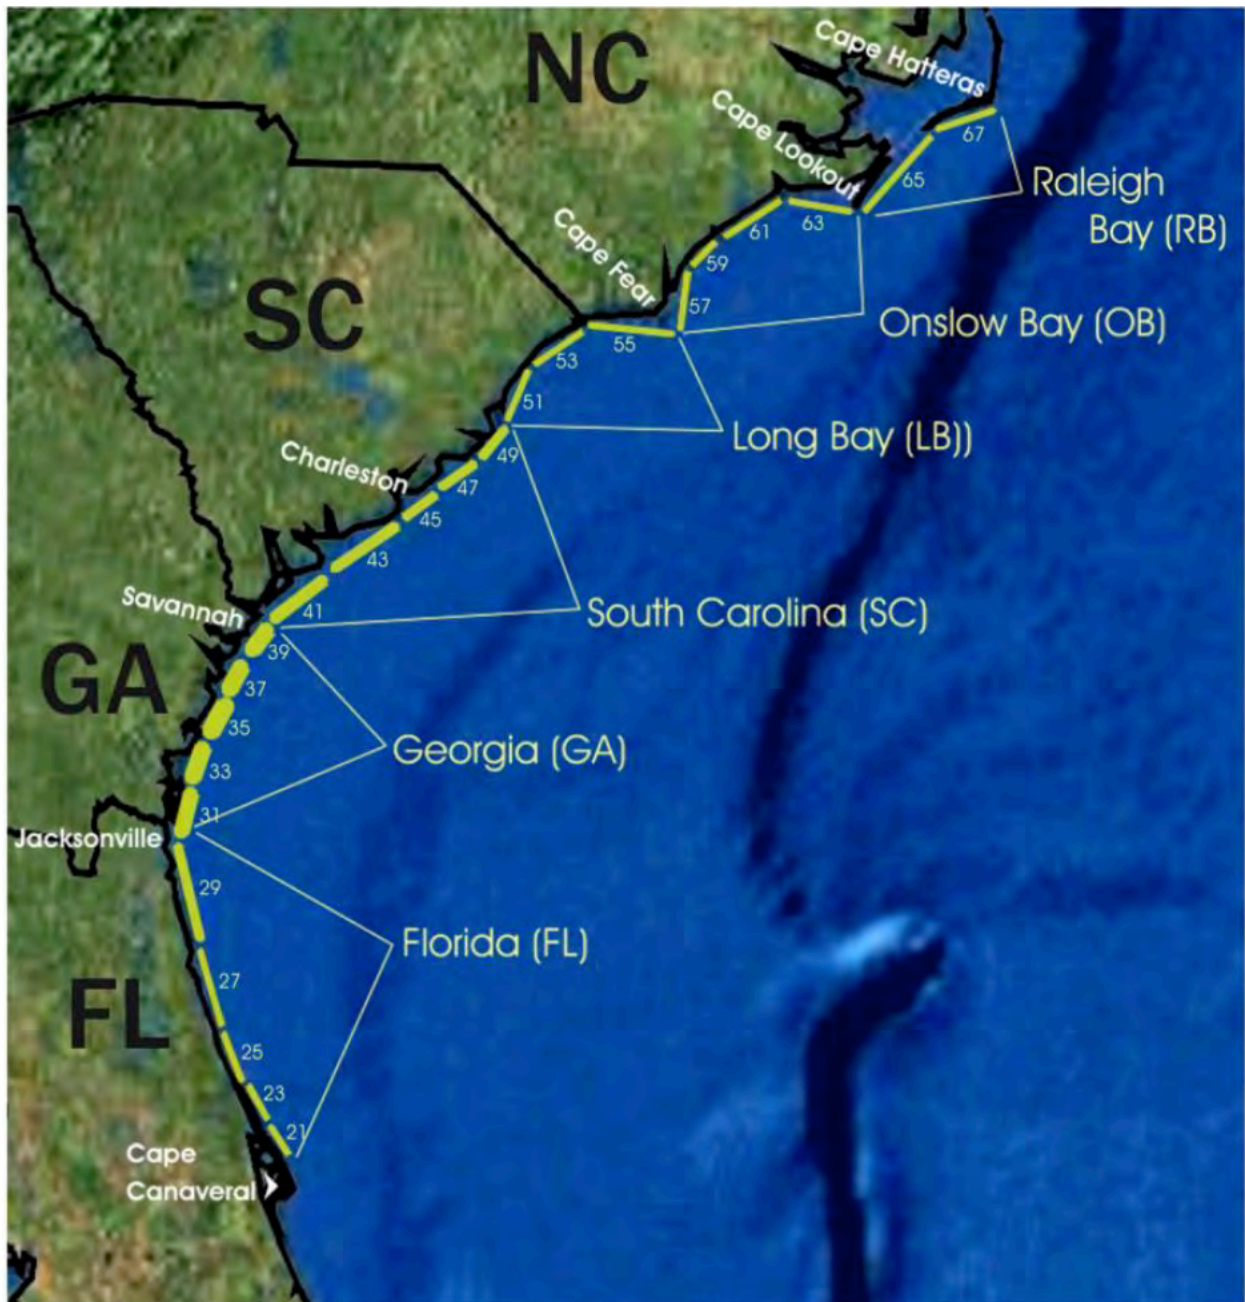 NC
Cape Hatteras
Cape Lookout
67
65
Raleigh
Bay (RB)
63
61
Cape Fear
59
57
Onslow Bay (OB)
SC
55
53
51
Long Bay (LB))
49
Charleston
47
45
43
Savannah
41
South Carolina (SC)
39
GA
37
35
Georgia (GA)
33
31
Jacksonville
29
Florida (FL)
27
FL
25
23
21
Cape
Canaveral